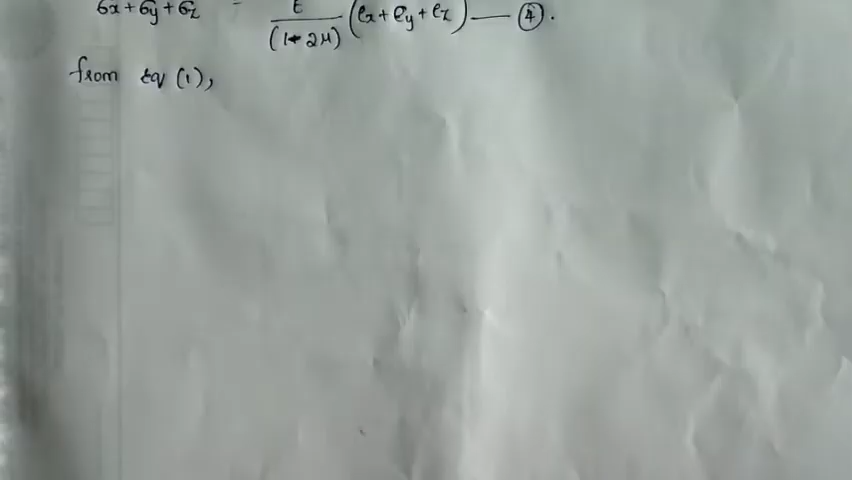 σx+σy+σz = E/(1-2μ) (ex+ey+ez) — ④.
from Eq (1),